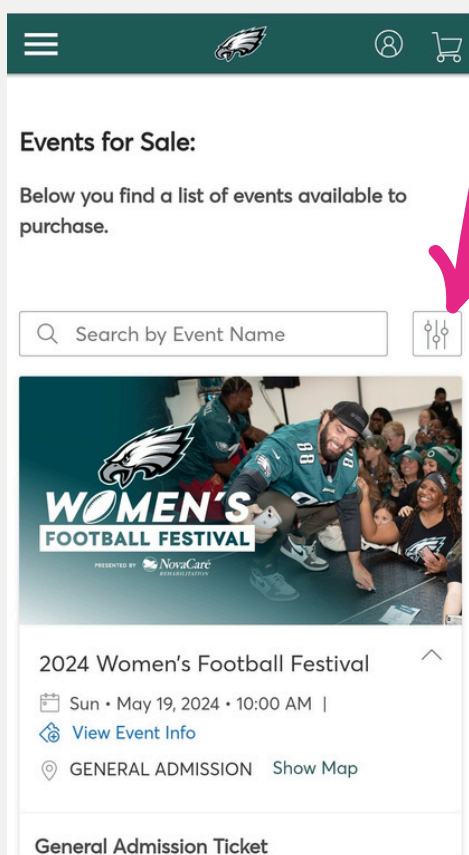 Events for Sale:
Below you find a list of events available to
purchase.
Search by Event Name
WOMEN'S
FOOTBALL FESTIVAL
PRESENTED BY NovaCare
REHABILITATION
88
88
2024 Women's Football Festival
Sun • May 19, 2024 • 10:00 AM |
View Event Info
GENERAL ADMISSION Show Map
General Admission Ticket